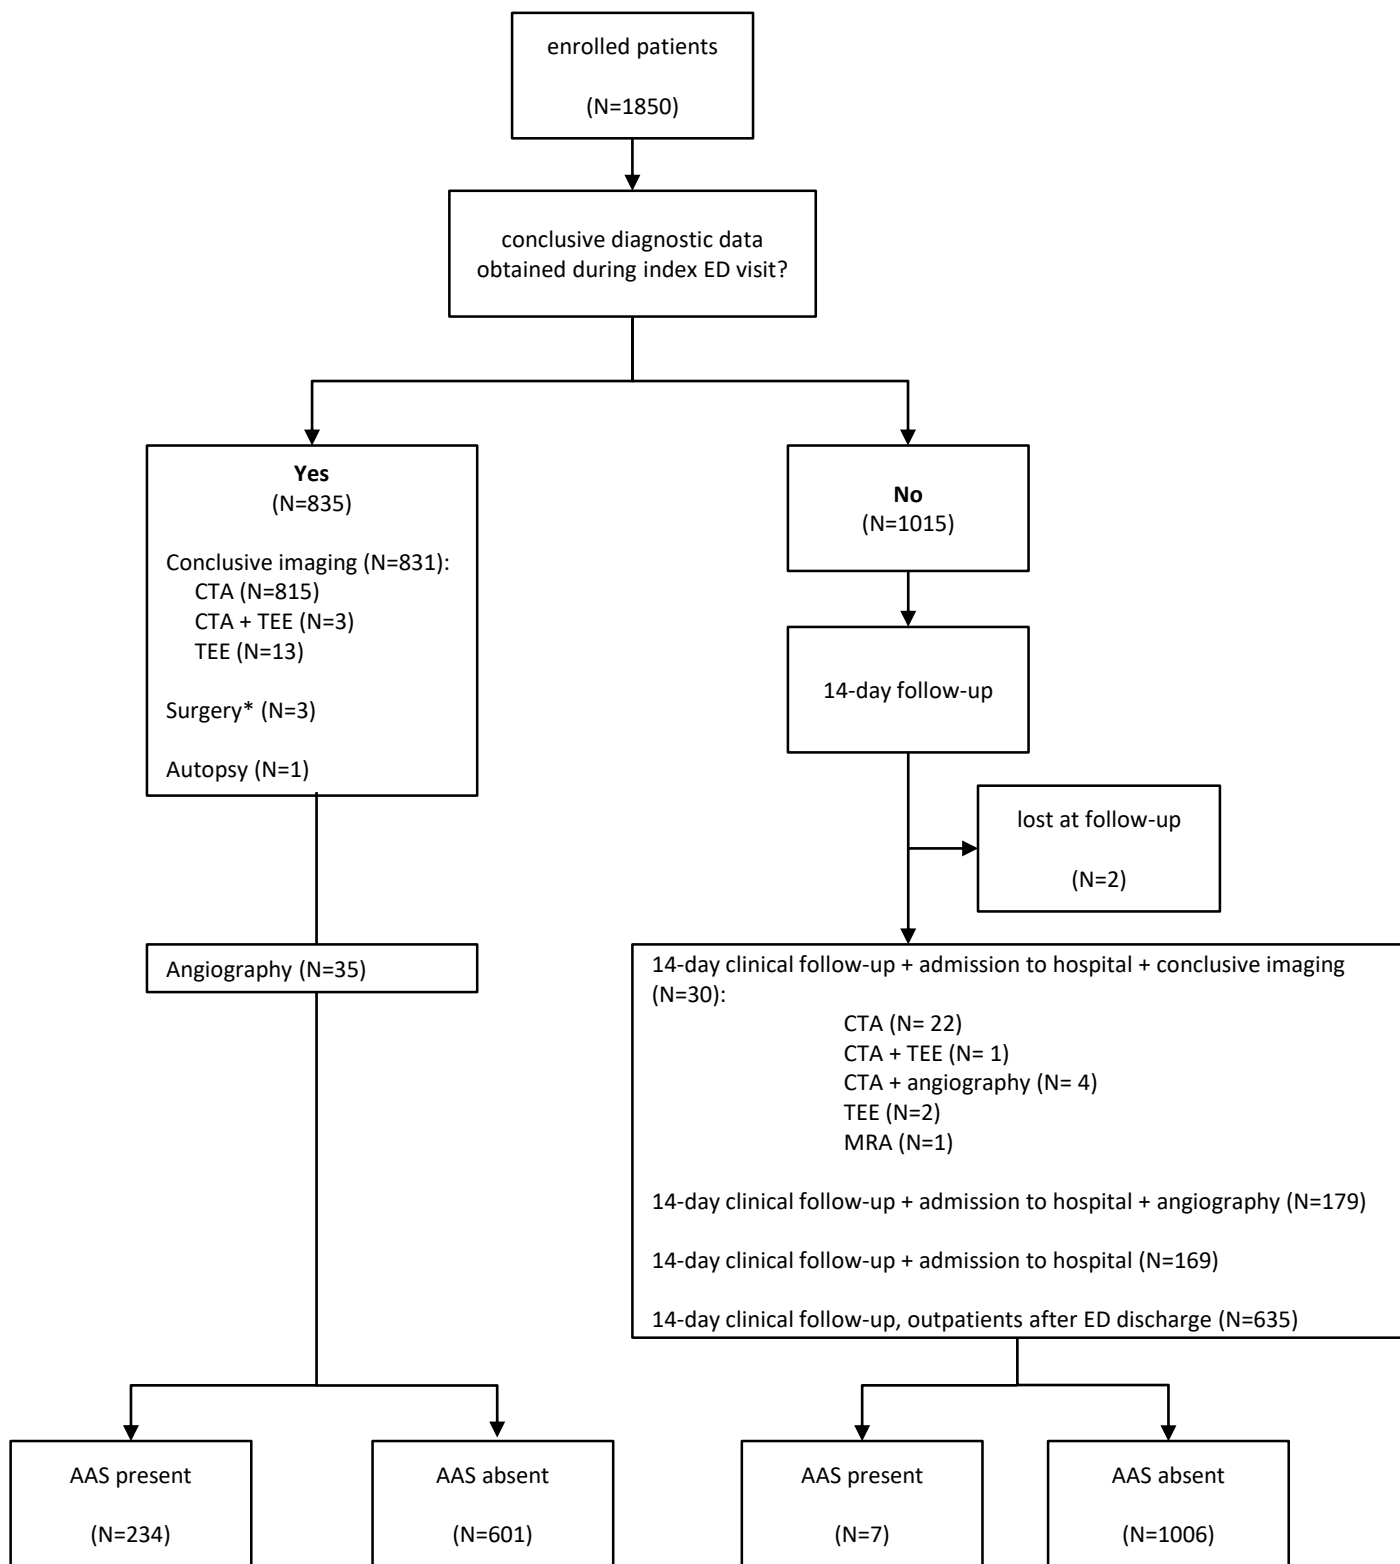 enrolled patients
(N=1850)
conclusive diagnostic data
obtained during index ED visit?
Yes
(N=835)
Conclusive imaging (N=831):
CTA (N=815)
CTA + TEE (N=3)
TEE (N=13)
Surgery* (N=3)
Autopsy (N=1)
No
(N=1015)
14-day follow-up
lost at follow-up
(N=2)
Angiography (N=35)
14-day clinical follow-up + admission to hospital + conclusive imaging
(N=30):
CTA (N= 22)
CTA + TEE (N= 1)
CTA + angiography (N= 4)
TEE (N=2)
MRA (N=1)
14-day clinical follow-up + admission to hospital + angiography (N=179)
14-day clinical follow-up + admission to hospital (N=169)
14-day clinical follow-up, outpatients after ED discharge (N=635)
AAS present
(N=234)
AAS absent
(N=601)
AAS present
(N=7)
AAS absent
(N=1006)